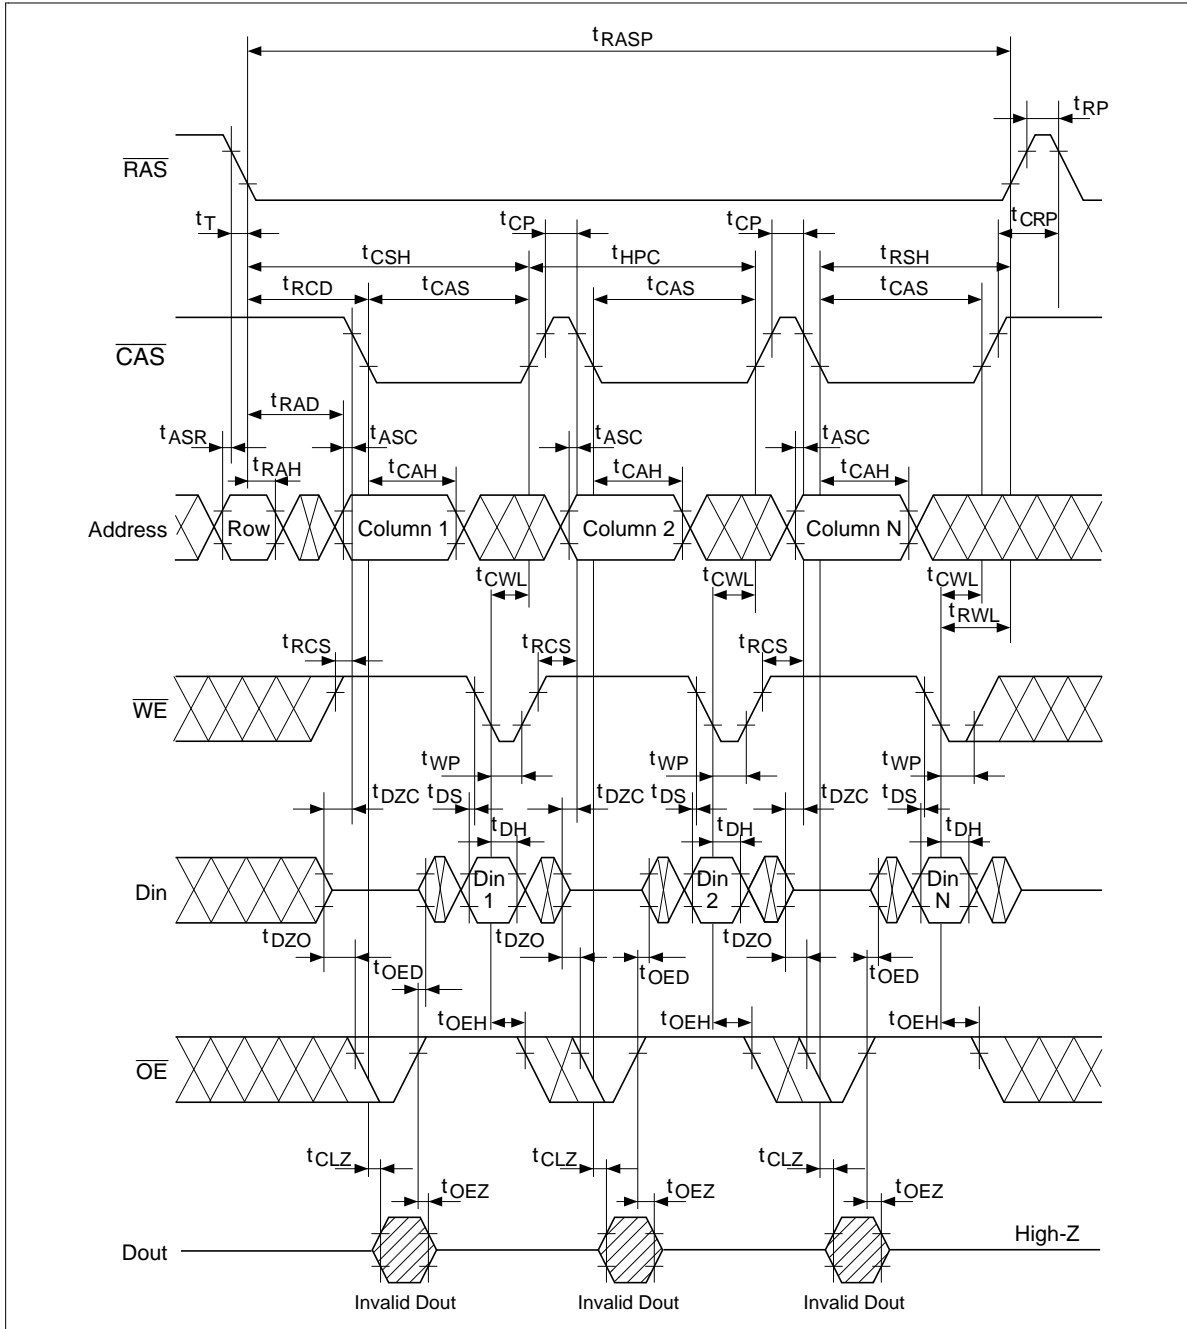 tRASP
tRP
RAS
tT tCP tCP tCRP
tCSH tHPC tRSH
tRCD tCAS tCAS tCAS
CAS
tRAD
tASR tASC tASC tASC
tRAH tCAH tCAH tCAH
Address Row Column 1 Column 2 Column N
tCWL tCWL tCWL
tRWL
tRCS tRCS tRCS
WE
tWP tWP tWP
tDZC tDS tDZC tDS tDZC tDS
tDH tDH tDH
Din Din 1 Din 2 Din N
tDZO tDZO tDZO
tOED tOED tOED
tOEH tOEH tOEH
OE
tCLZ tCLZ tCLZ
tOEZ tOEZ tOEZ
Dout High-Z
Invalid Dout Invalid Dout Invalid Dout